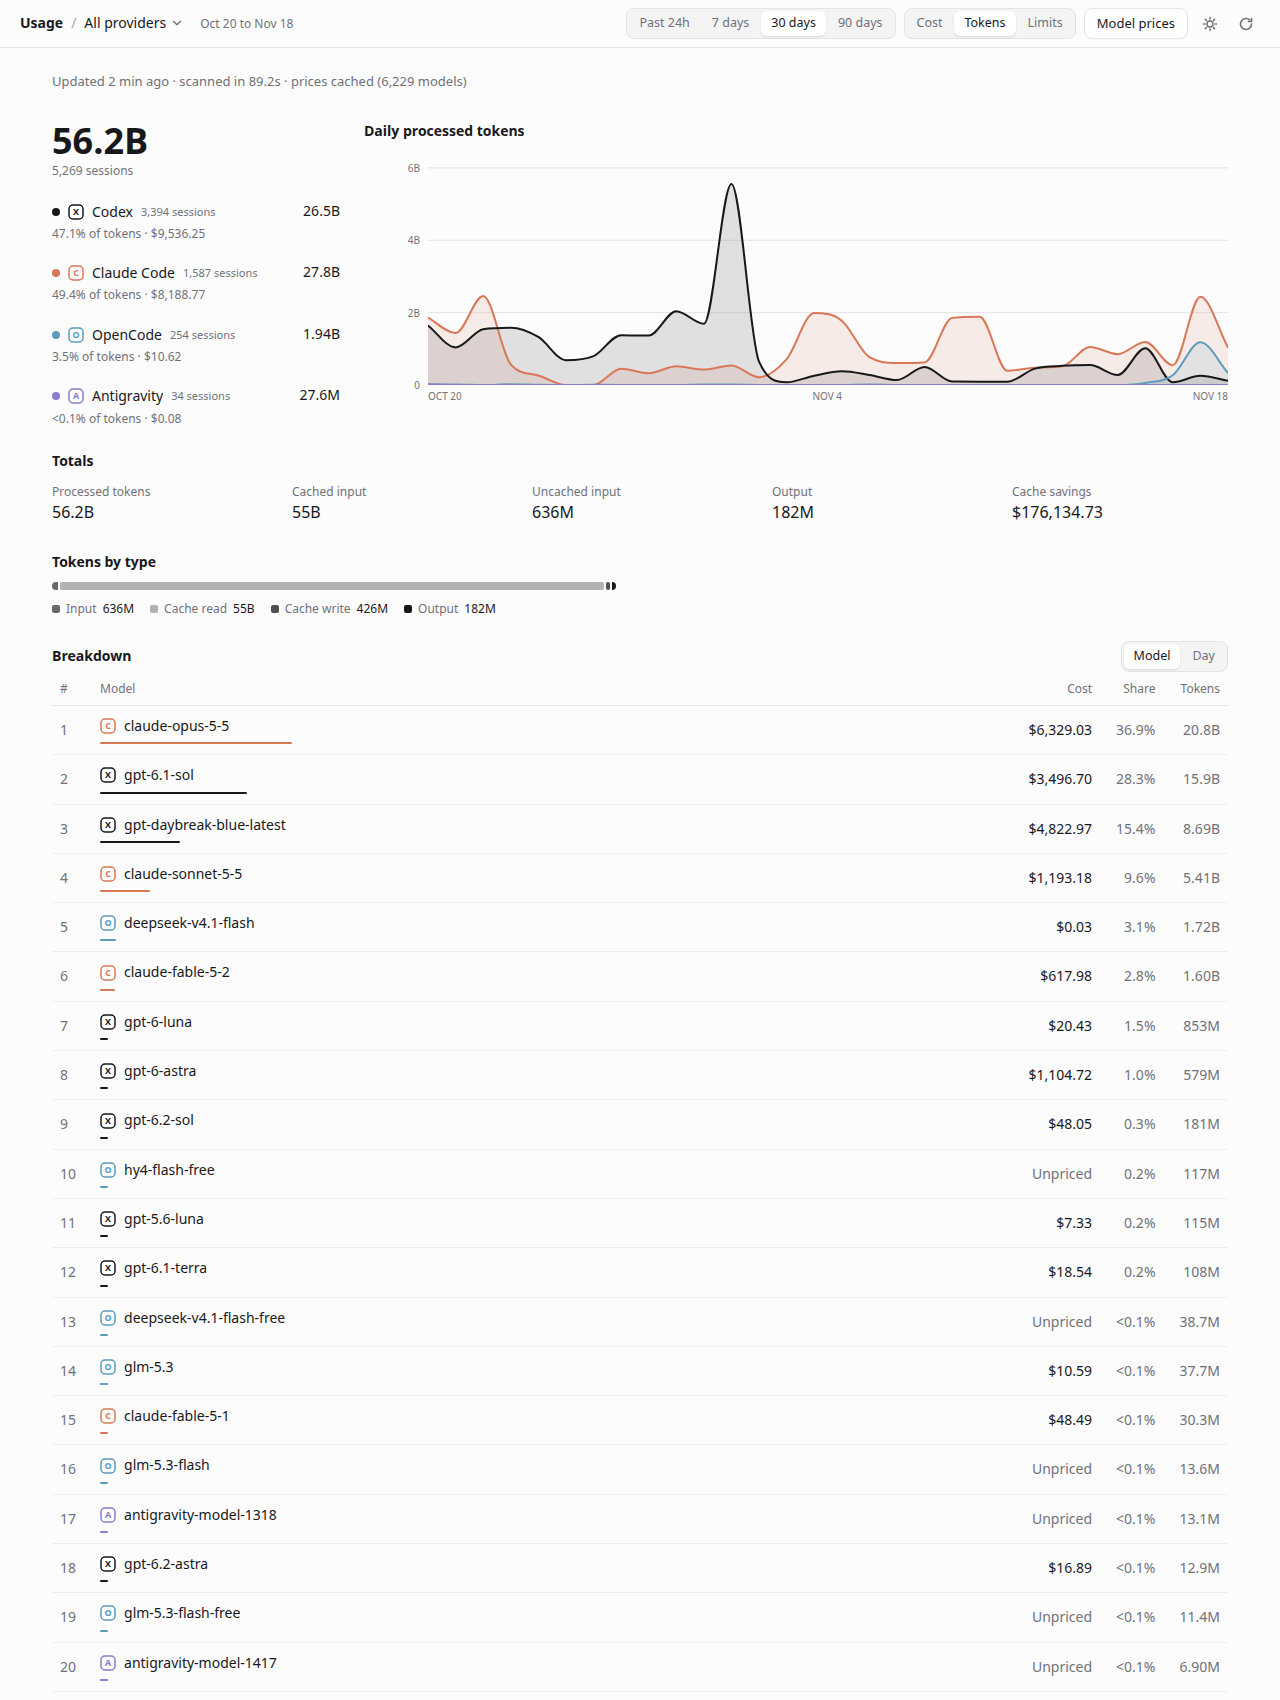 Usage / All providers Oct 20 to Nov 18 Past 24h 7 days 30 days 90 days Cost Tokens Limits Model prices
Updated 2 min ago · scanned in 89.2s · prices cached (6,229 models)
56.2B
5,269 sessions
X Codex 3,394 sessions 26.5B
47.1% of tokens · $9,536.25
C Claude Code 1,587 sessions 27.8B
49.4% of tokens · $8,188.77
O OpenCode 254 sessions 1.94B
3.5% of tokens · $10.62
A Antigravity 34 sessions 27.6M
<0.1% of tokens · $0.08
Daily processed tokens
6B
4B
2B
0
OCT 20 NOV 4 NOV 18
Totals
Processed tokens Cached input Uncached input Output Cache savings
56.2B 55B 636M 182M $176,134.73
Tokens by type
Input 636M Cache read 55B Cache write 426M Output 182M
Breakdown Model Day
# Model Cost Share Tokens
1 C claude-opus-5-5 $6,329.03 36.9% 20.8B
2 X gpt-6.1-sol $3,496.70 28.3% 15.9B
3 X gpt-daybreak-blue-latest $4,822.97 15.4% 8.69B
4 C claude-sonnet-5-5 $1,193.18 9.6% 5.41B
5 O deepseek-v4.1-flash $0.03 3.1% 1.72B
6 C claude-fable-5-2 $617.98 2.8% 1.60B
7 X gpt-6-luna $20.43 1.5% 853M
8 X gpt-6-astra $1,104.72 1.0% 579M
9 X gpt-6.2-sol $48.05 0.3% 181M
10 O hy4-flash-free Unpriced 0.2% 117M
11 X gpt-5.6-luna $7.33 0.2% 115M
12 X gpt-6.1-terra $18.54 0.2% 108M
13 O deepseek-v4.1-flash-free Unpriced <0.1% 38.7M
14 O glm-5.3 $10.59 <0.1% 37.7M
15 C claude-fable-5-1 $48.49 <0.1% 30.3M
16 O glm-5.3-flash Unpriced <0.1% 13.6M
17 A antigravity-model-1318 Unpriced <0.1% 13.1M
18 X gpt-6.2-astra $16.89 <0.1% 12.9M
19 O glm-5.3-flash-free Unpriced <0.1% 11.4M
20 A antigravity-model-1417 Unpriced <0.1% 6.90M